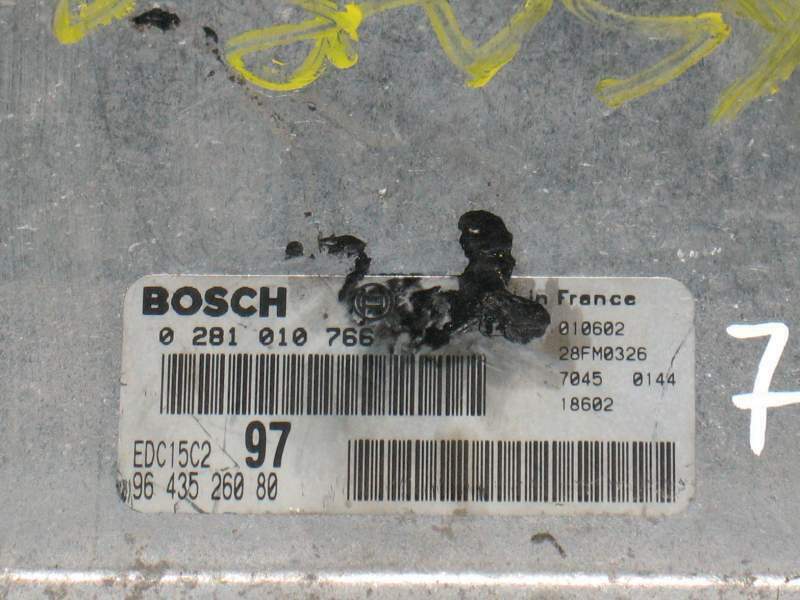 BOSCH
in France
0 281 010 766
010602
28FM0326
7045 0144
18602
EDC15C2 97
96 435 260 80
7